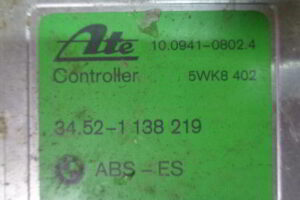 Ate 10.0941-0802.4
Controller 5WK8 402
34.52-1 138 219
ABS-ES